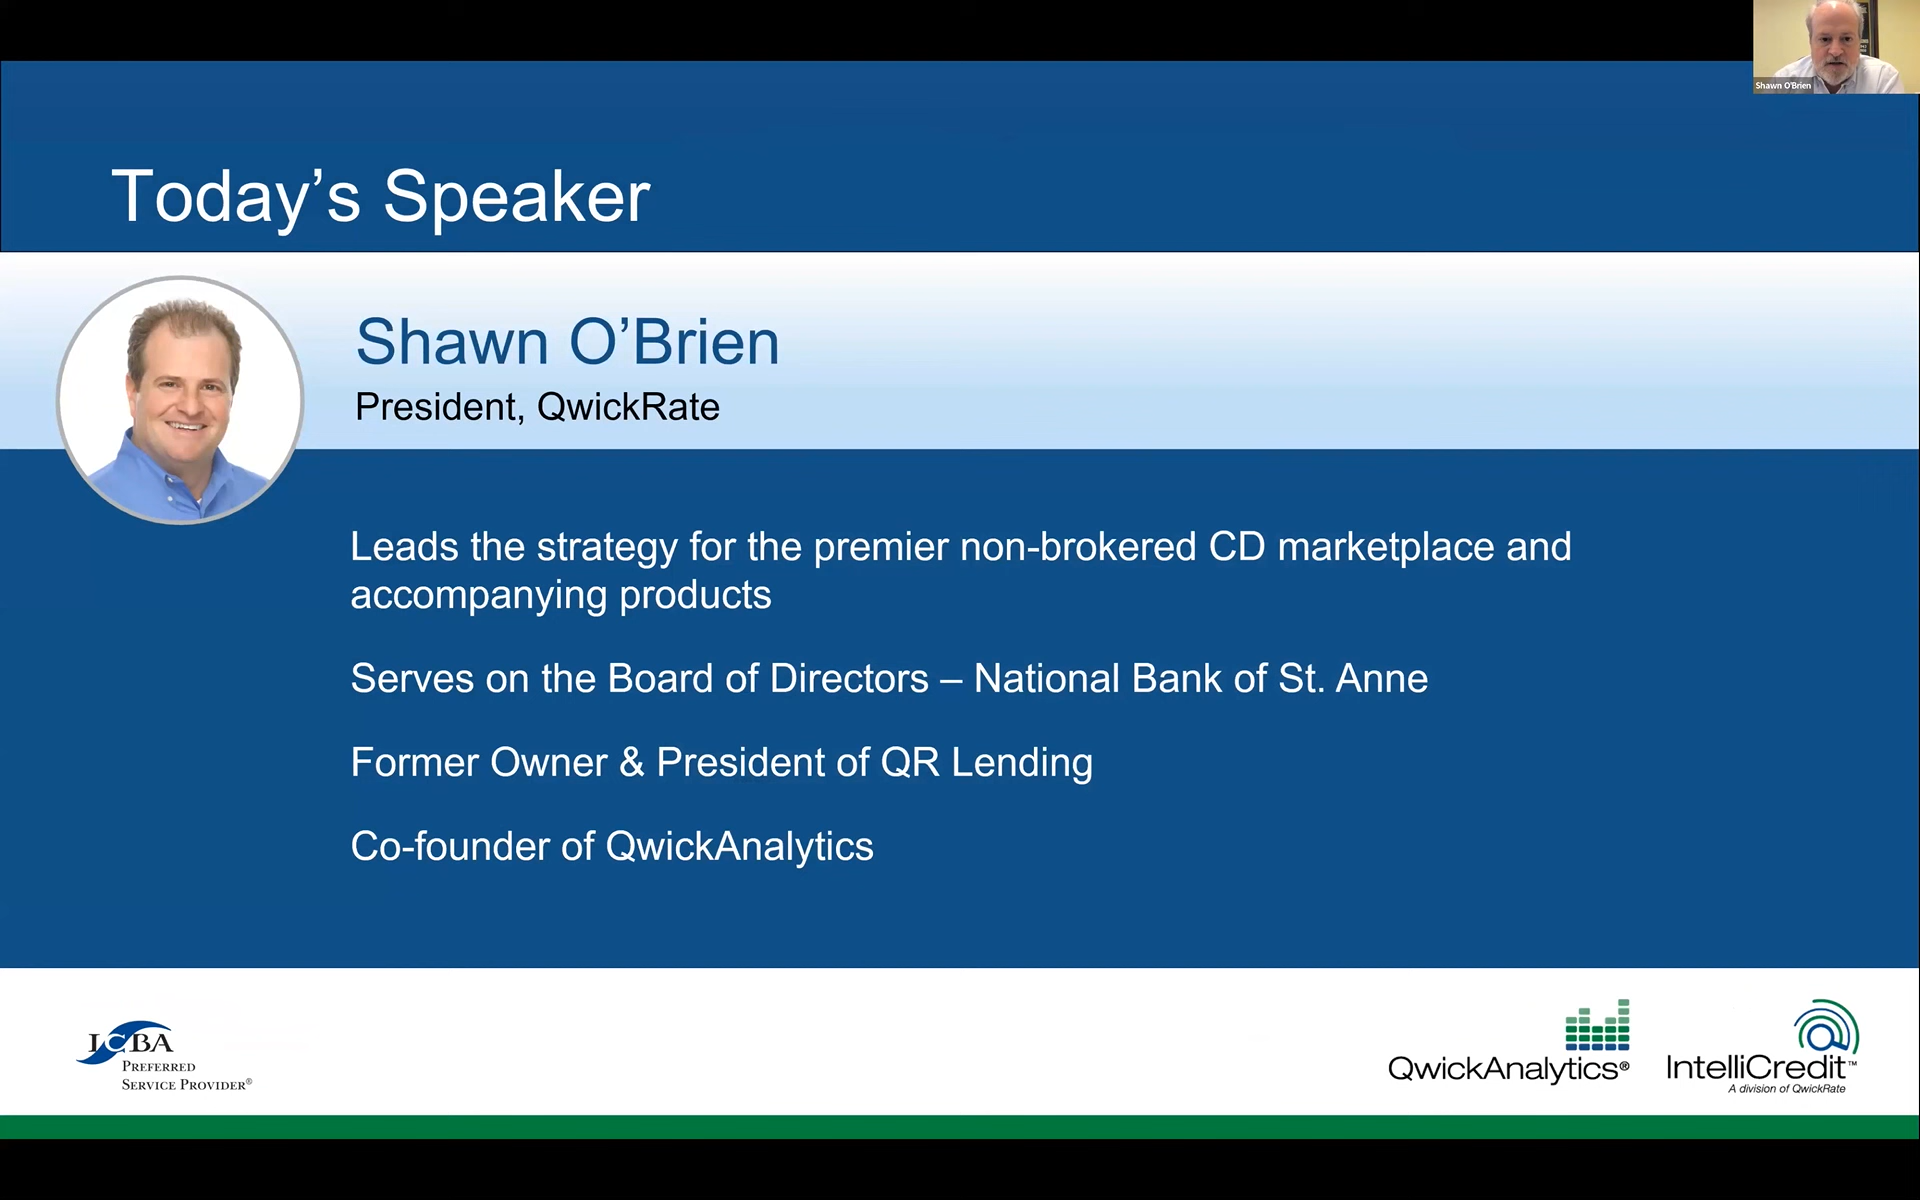 Shawn O'Brien
Today’s Speaker
Shawn O’Brien
President, QwickRate
Leads the strategy for the premier non-brokered CD marketplace and
accompanying products
Serves on the Board of Directors – National Bank of St. Anne
Former Owner & President of QR Lending
Co-founder of QwickAnalytics
ICBA
PREFERRED
SERVICE PROVIDER®
QwickAnalytics®
IntelliCredit™
A division of QwickRate